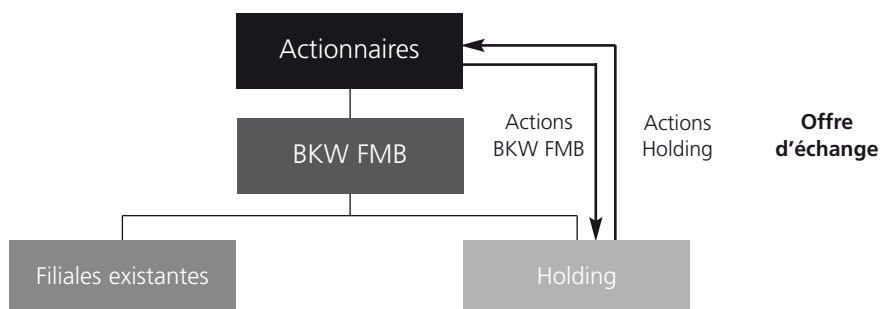 Actionnaires
BKW FMB
Actions
BKW FMB
Actions
Holding
Offre
d’échange
Filiales existantes
Holding